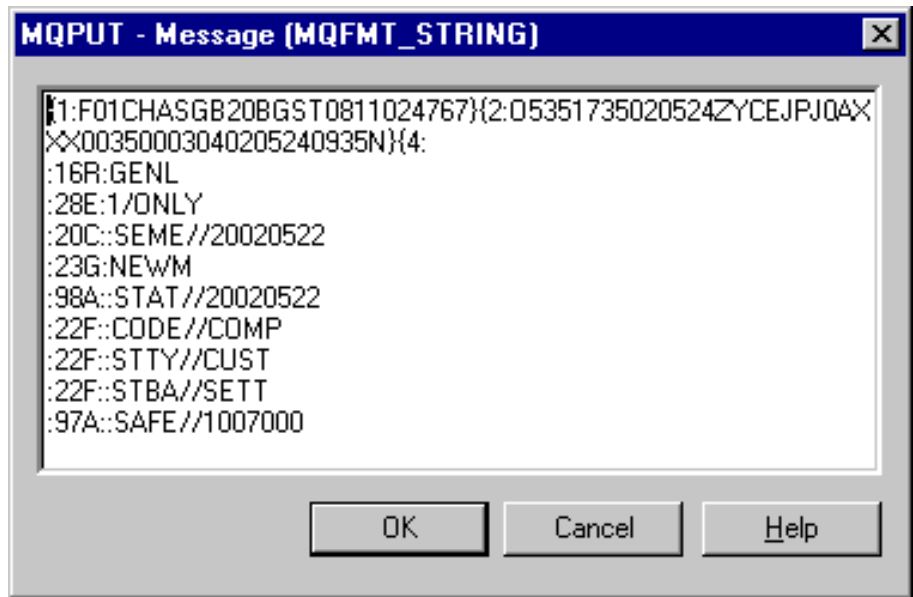 MQPUT - Message (MQFMT_STRING)
{1:F01CHASGB20BGST0811024767}{2:O5351735020524ZYCEJPJ0AX
XX00350003040205240935N}{4:
:16R:GENL
:28E:1/ONLY
:20C::SEME//20020522
:23G:NEWM
:98A::STAT//20020522
:22F::CODE//COMP
:22F::STTY//CUST
:22F::STBA//SETT
:97A::SAFE//1007000
OK
Cancel
Help